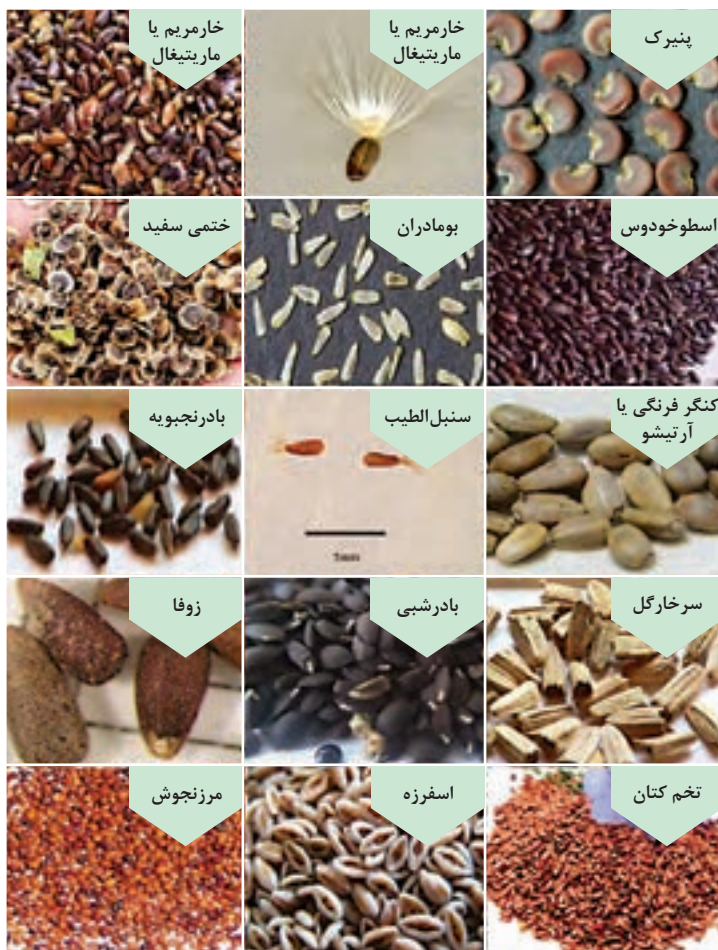 پنیرک
خارمریم یا
ماریتیغال
خارمریم یا
ماریتیغال
اسطوخودوس
بومادران
ختمی سفید
کنگر فرنگی یا
آرتیشو
سنبل‌الطیب
1mm
بادرنجبویه
سرخارگل
بادرشبی
زوفا
تخم کتان
اسفرزه
مرزنجوش